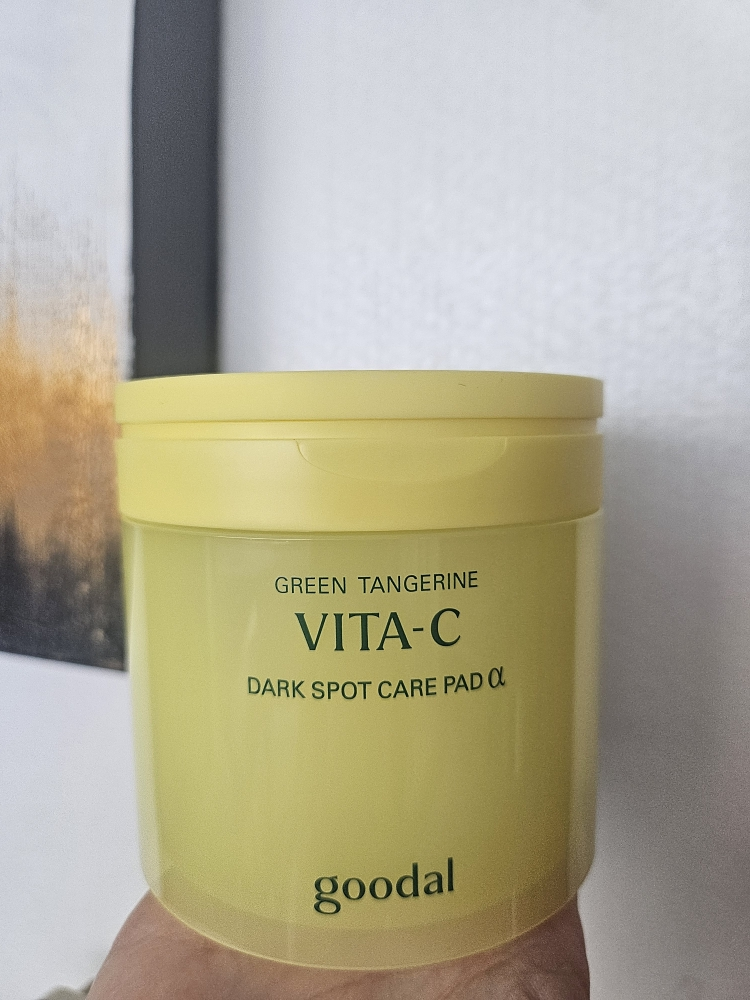 GREEN TANGERINE
VITA-C
DARK SPOT CARE PAD α
goodal